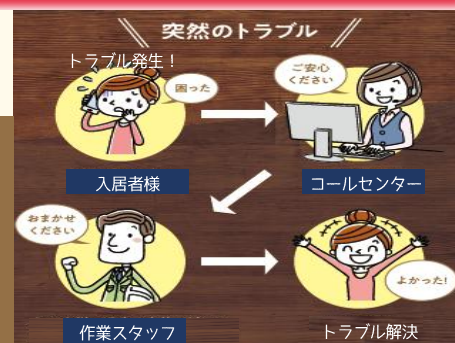 突然のトラブル
トラブル発生！
困った
ご安心
ください
入居者様
コールセンター
おまかせ
ください
よかった!
作業スタッフ
トラブル解決